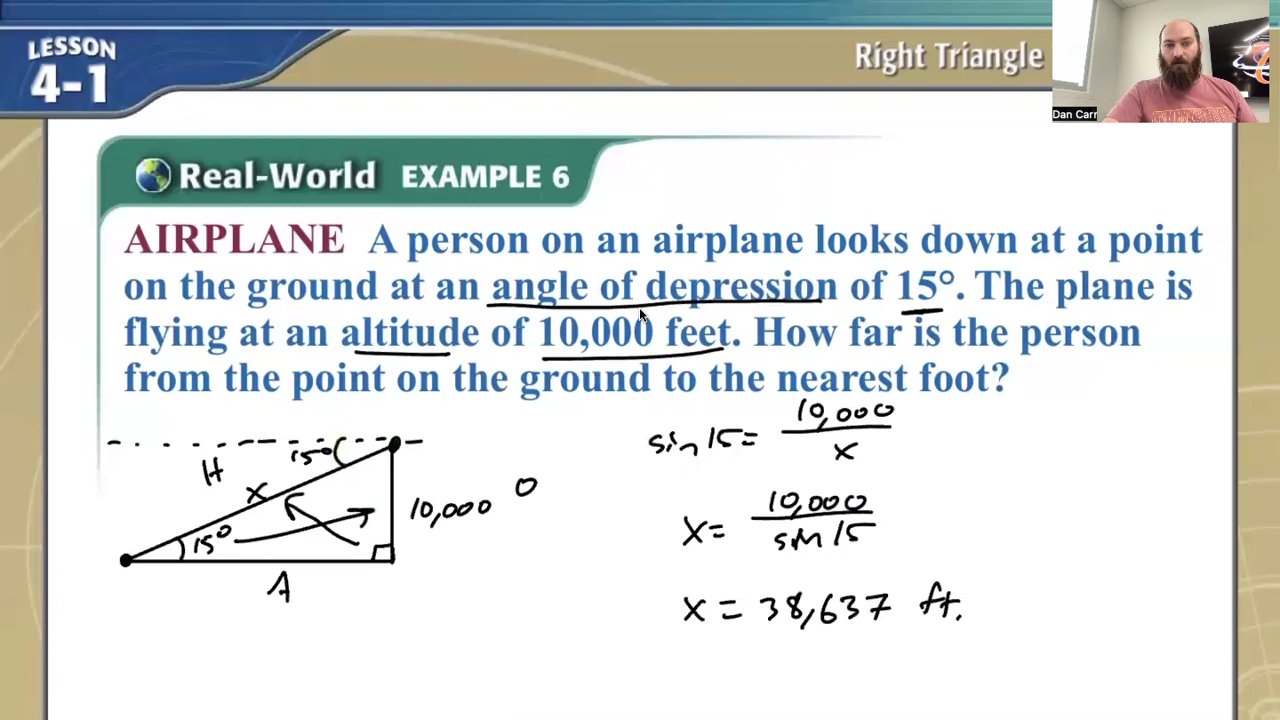 LESSON
4-1
Right Triangle
Dan Carr
Real-World EXAMPLE 6
AIRPLANE A person on an airplane looks down at a point
on the ground at an angle of depression of 15°. The plane is
flying at an altitude of 10,000 feet. How far is the person
from the point on the ground to the nearest foot?
H
15°
x
15°
10,000
O
A
sin 15 = 10,000 / x
x = 10,000 / sin 15
x = 38,637 ft.